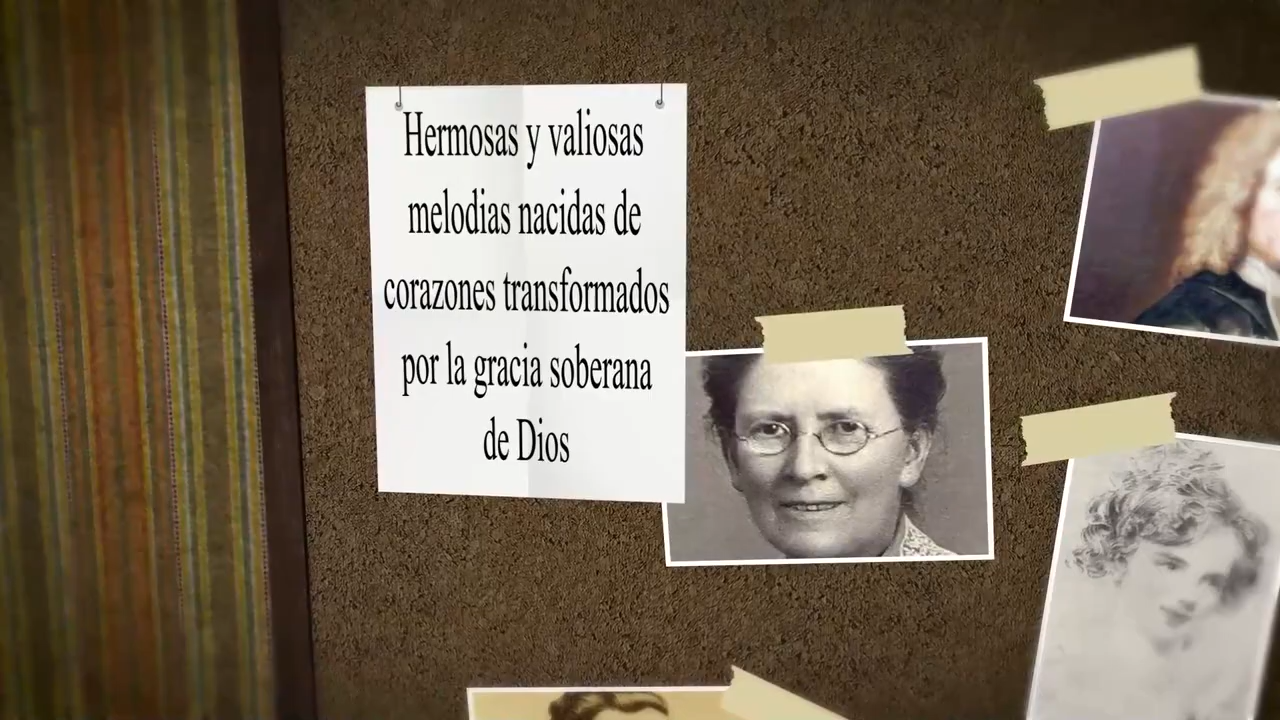 Hermosas y valiosas
melodias nacidas de
corazones transformados
por la gracia soberana
de Dios